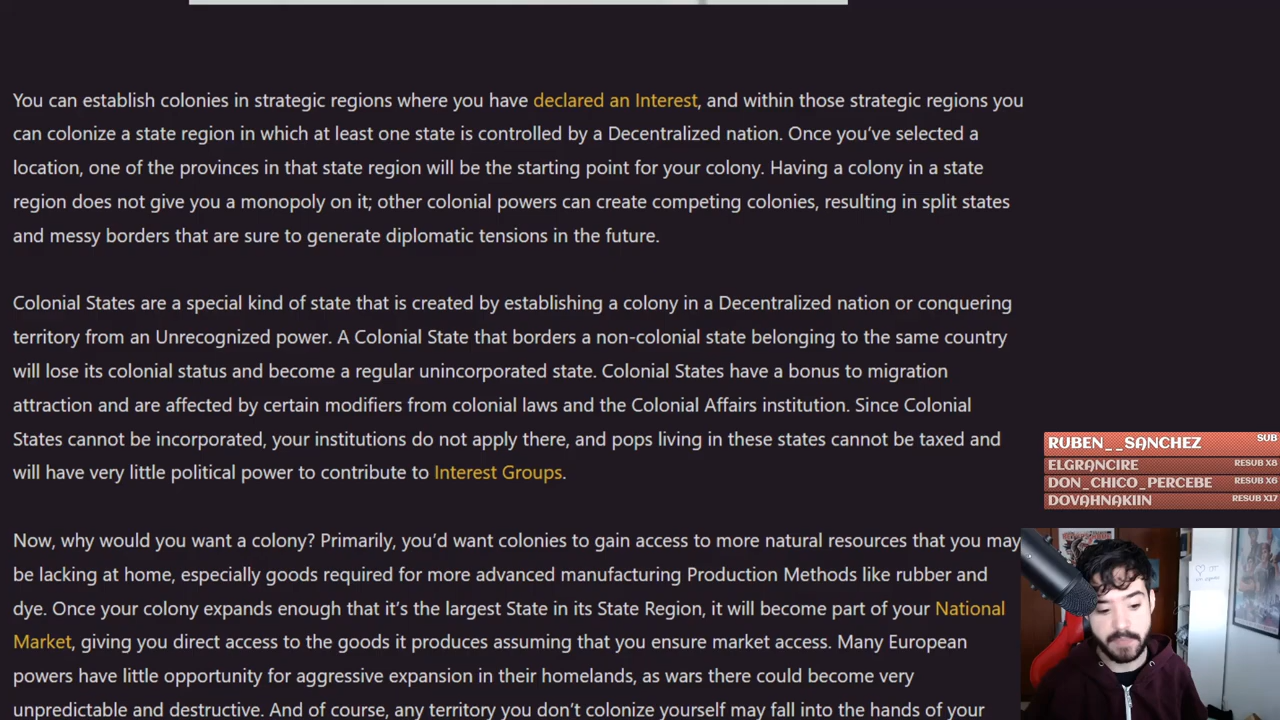 You can establish colonies in strategic regions where you have declared an Interest, and within those strategic regions you
can colonize a state region in which at least one state is controlled by a Decentralized nation. Once you’ve selected a
location, one of the provinces in that state region will be the starting point for your colony. Having a colony in a state
region does not give you a monopoly on it; other colonial powers can create competing colonies, resulting in split states
and messy borders that are sure to generate diplomatic tensions in the future.
Colonial States are a special kind of state that is created by establishing a colony in a Decentralized nation or conquering
territory from an Unrecognized power. A Colonial State that borders a non-colonial state belonging to the same country
will lose its colonial status and become a regular unincorporated state. Colonial States have a bonus to migration
attraction and are affected by certain modifiers from colonial laws and the Colonial Affairs institution. Since Colonial
States cannot be incorporated, your institutions do not apply there, and pops living in these states cannot be taxed and
will have very little political power to contribute to Interest Groups.
Now, why would you want a colony? Primarily, you’d want colonies to gain access to more natural resources that you may
be lacking at home, especially goods required for more advanced manufacturing Production Methods like rubber and
dye. Once your colony expands enough that it’s the largest State in its State Region, it will become part of your National
Market, giving you direct access to the goods it produces assuming that you ensure market access. Many European
powers have little opportunity for aggressive expansion in their homelands, as wars there could become very
unpredictable and destructive. And of course, any territory you don’t colonize yourself may fall into the hands of your
RUBEN__SANCHEZ SUB
ELGRANCIRE RESUB X8
DON_CHICO_PERCEBE RESUB X6
DOVAHNAKIIN RESUB X17